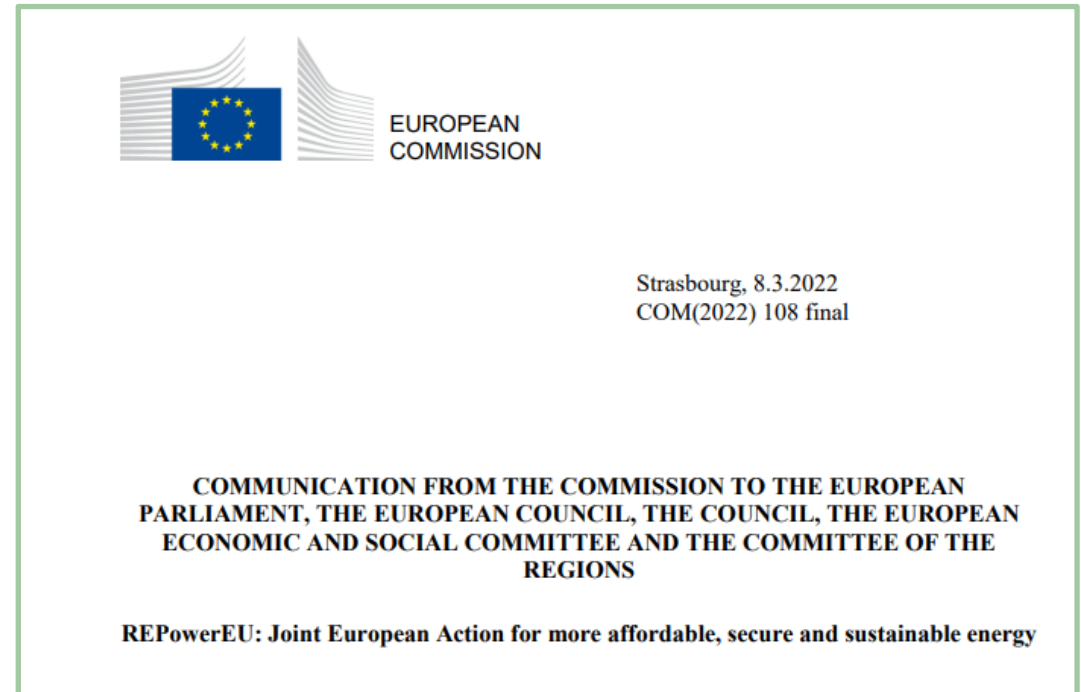 EUROPEAN
COMMISSION
Strasbourg, 8.3.2022
COM(2022) 108 final
COMMUNICATION FROM THE COMMISSION TO THE EUROPEAN
PARLIAMENT, THE EUROPEAN COUNCIL, THE COUNCIL, THE EUROPEAN
ECONOMIC AND SOCIAL COMMITTEE AND THE COMMITTEE OF THE
REGIONS
REPowerEU: Joint European Action for more affordable, secure and sustainable energy